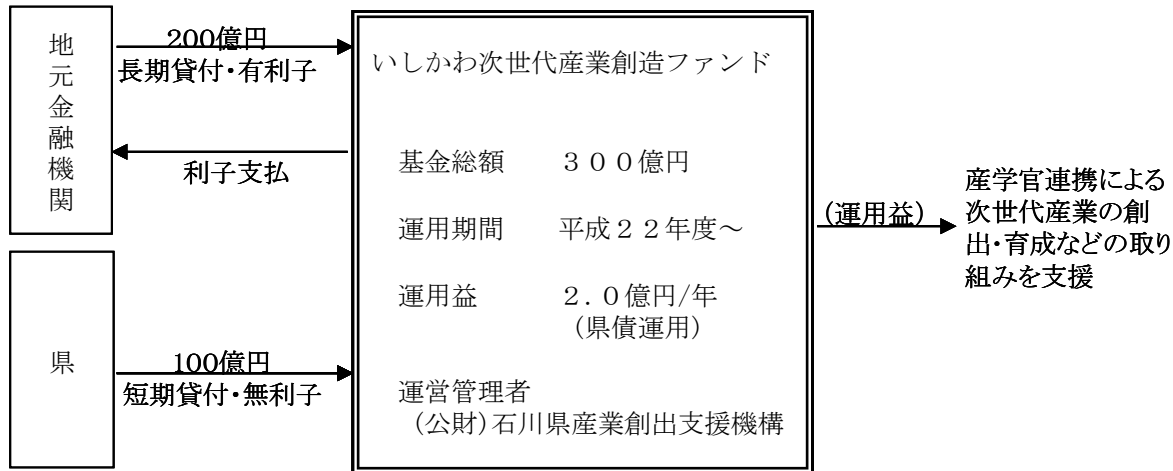 地元金融機関
200億円
長期貸付・有利子
利子支払
県
100億円
短期貸付・無利子
いしかわ次世代産業創造ファンド
基金総額　３００億円
運用期間　平成２２年度～
運用益　２.０億円/年
(県債運用)
運営管理者
(公財)石川県産業創出支援機構
(運用益)
産学官連携による
次世代産業の創
出・育成などの取り
組みを支援